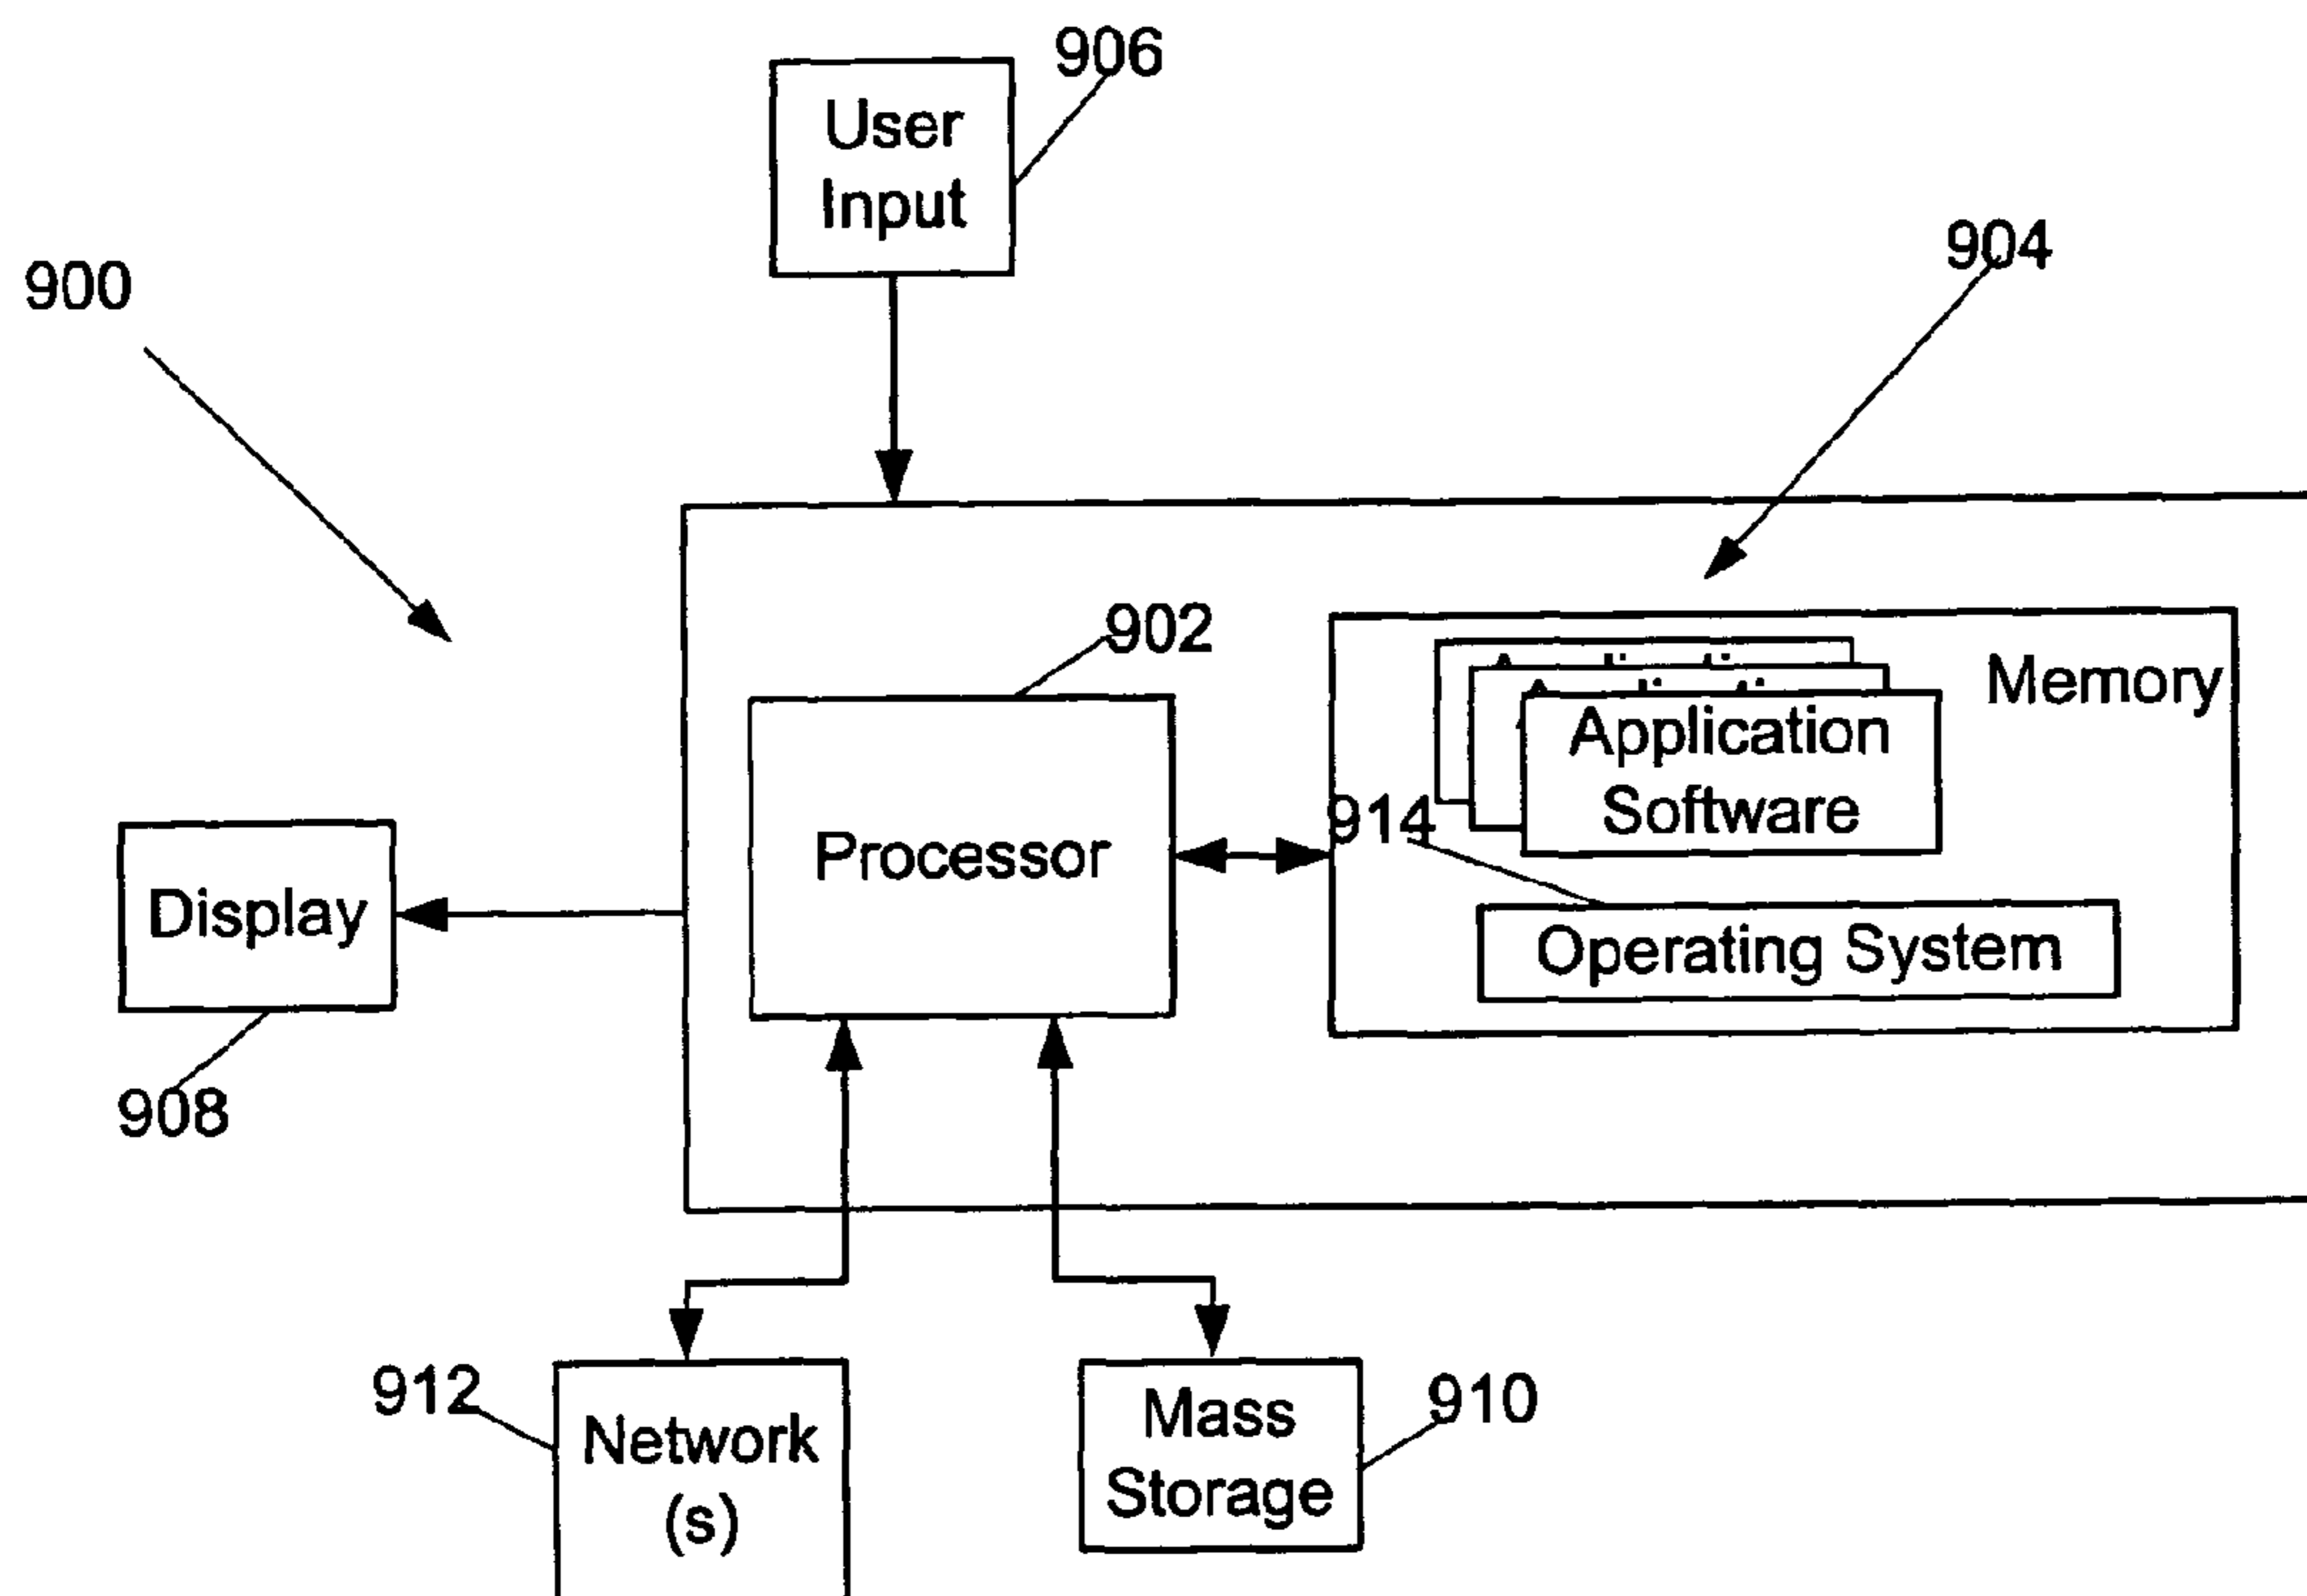 906
User
Input
904
900
902
Memory
Application
Software
914
Processor
Operating System
Display
908
912
Network
(s)
Mass
Storage
910